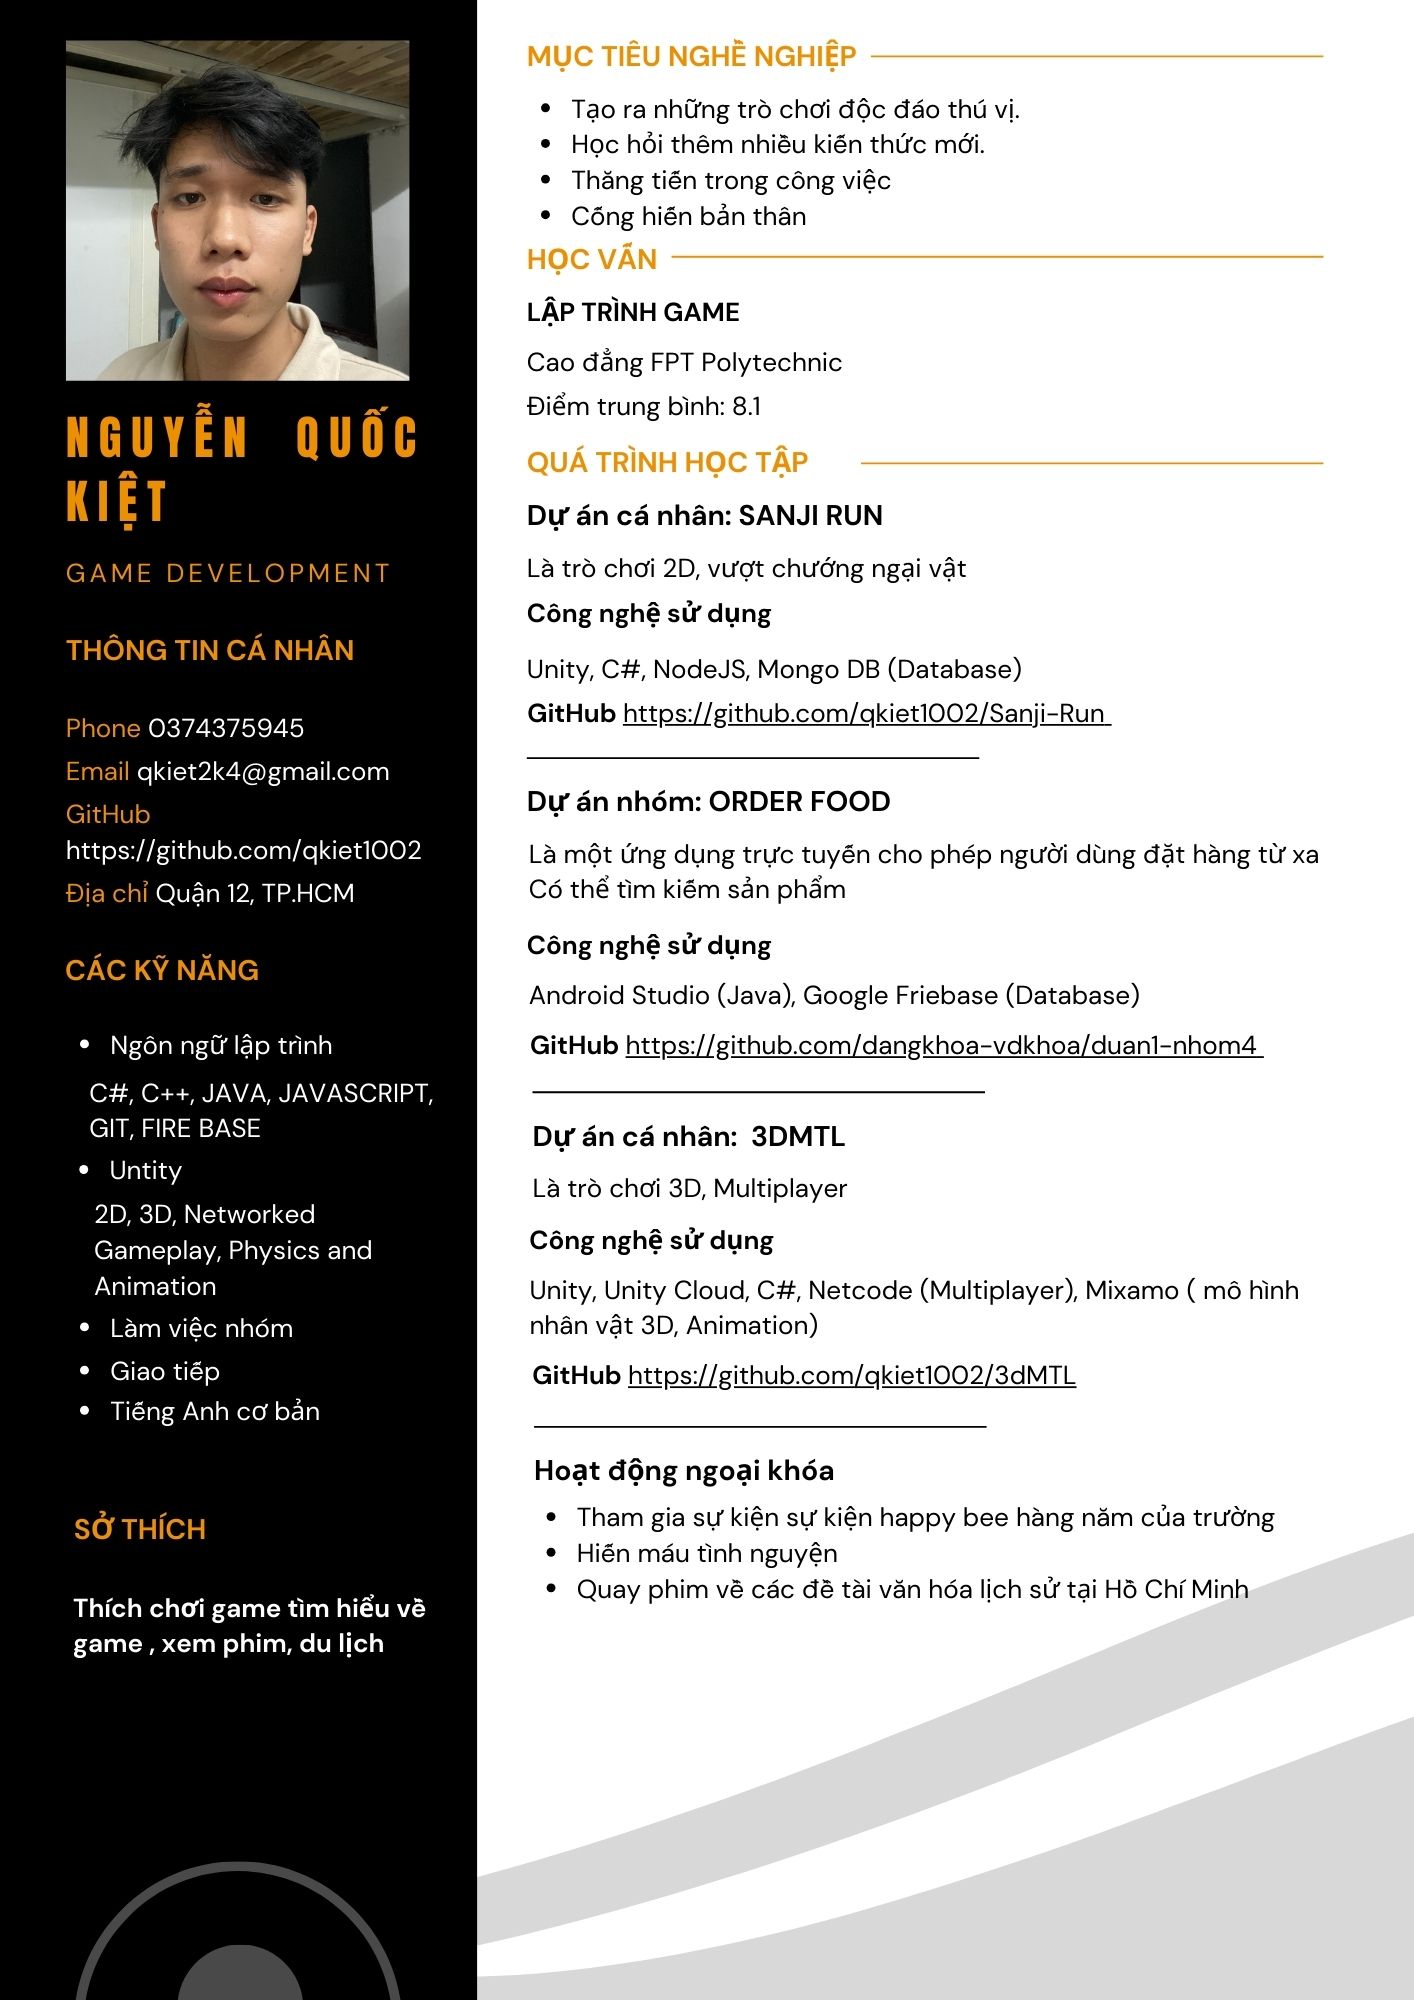 NGUYỄN QUỐC
KIỆT
GAME DEVELOPMENT
THÔNG TIN CÁ NHÂN
Phone 0374375945
Email qkiet2k4@gmail.com
GitHub
https://github.com/qkiet1002
Địa chỉ Quận 12, TP.HCM
CÁC KỸ NĂNG
• Ngôn ngữ lập trình
C#, C++, JAVA, JAVASCRIPT,
GIT, FIRE BASE
• Untity
2D, 3D, Networked
Gameplay, Physics and
Animation
• Làm việc nhóm
• Giao tiếp
• Tiếng Anh cơ bản
SỞ THÍCH
Thích chơi game tìm hiểu về
game , xem phim, du lịch
MỤC TIÊU NGHỀ NGHIỆP
• Tạo ra những trò chơi độc đáo thú vị.
• Học hỏi thêm nhiều kiến thức mới.
• Thăng tiến trong công việc
• Cống hiến bản thân
HỌC VẤN
LẬP TRÌNH GAME
Cao đẳng FPT Polytechnic
Điểm trung bình: 8.1
QUÁ TRÌNH HỌC TẬP
Dự án cá nhân: SANJI RUN
Là trò chơi 2D, vượt chướng ngại vật
Công nghệ sử dụng
Unity, C#, NodeJS, Mongo DB (Database)
GitHub https://github.com/qkiet1002/Sanji-Run
Dự án nhóm: ORDER FOOD
Là một ứng dụng trực tuyến cho phép người dùng đặt hàng từ xa
Có thể tìm kiếm sản phẩm
Công nghệ sử dụng
Android Studio (Java), Google Friebase (Database)
GitHub https://github.com/dangkhoa-vdkhoa/duan1-nhom4
Dự án cá nhân: 3DMTL
Là trò chơi 3D, Multiplayer
Công nghệ sử dụng
Unity, Unity Cloud, C#, Netcode (Multiplayer), Mixamo ( mô hình
nhân vật 3D, Animation)
GitHub https://github.com/qkiet1002/3dMTL
Hoạt động ngoại khóa
• Tham gia sự kiện sự kiện happy bee hàng năm của trường
• Hiến máu tình nguyện
• Quay phim về các đề tài văn hóa lịch sử tại Hồ Chí Minh